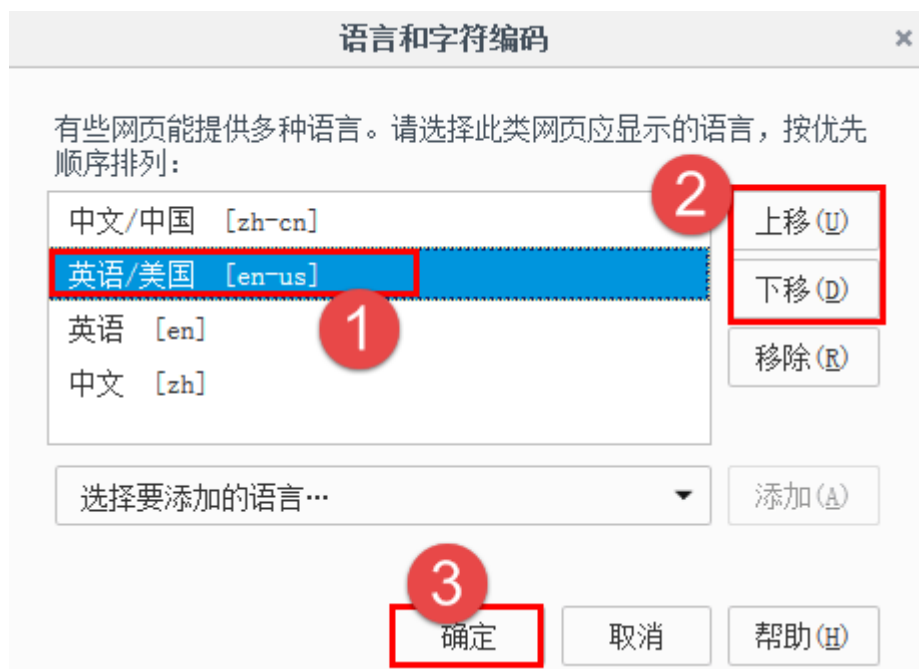 语言和字符编码
有些网页能提供多种语言。请选择此类网页应显示的语言，按优先
顺序排列：
2
中文/中国 [zh-cn]
上移(U)
英语/美国 [en-us]
下移(D)
1
英语 [en]
移除(R)
中文 [zh]
选择要添加的语言…
添加(A)
3
确定
取消
帮助(H)